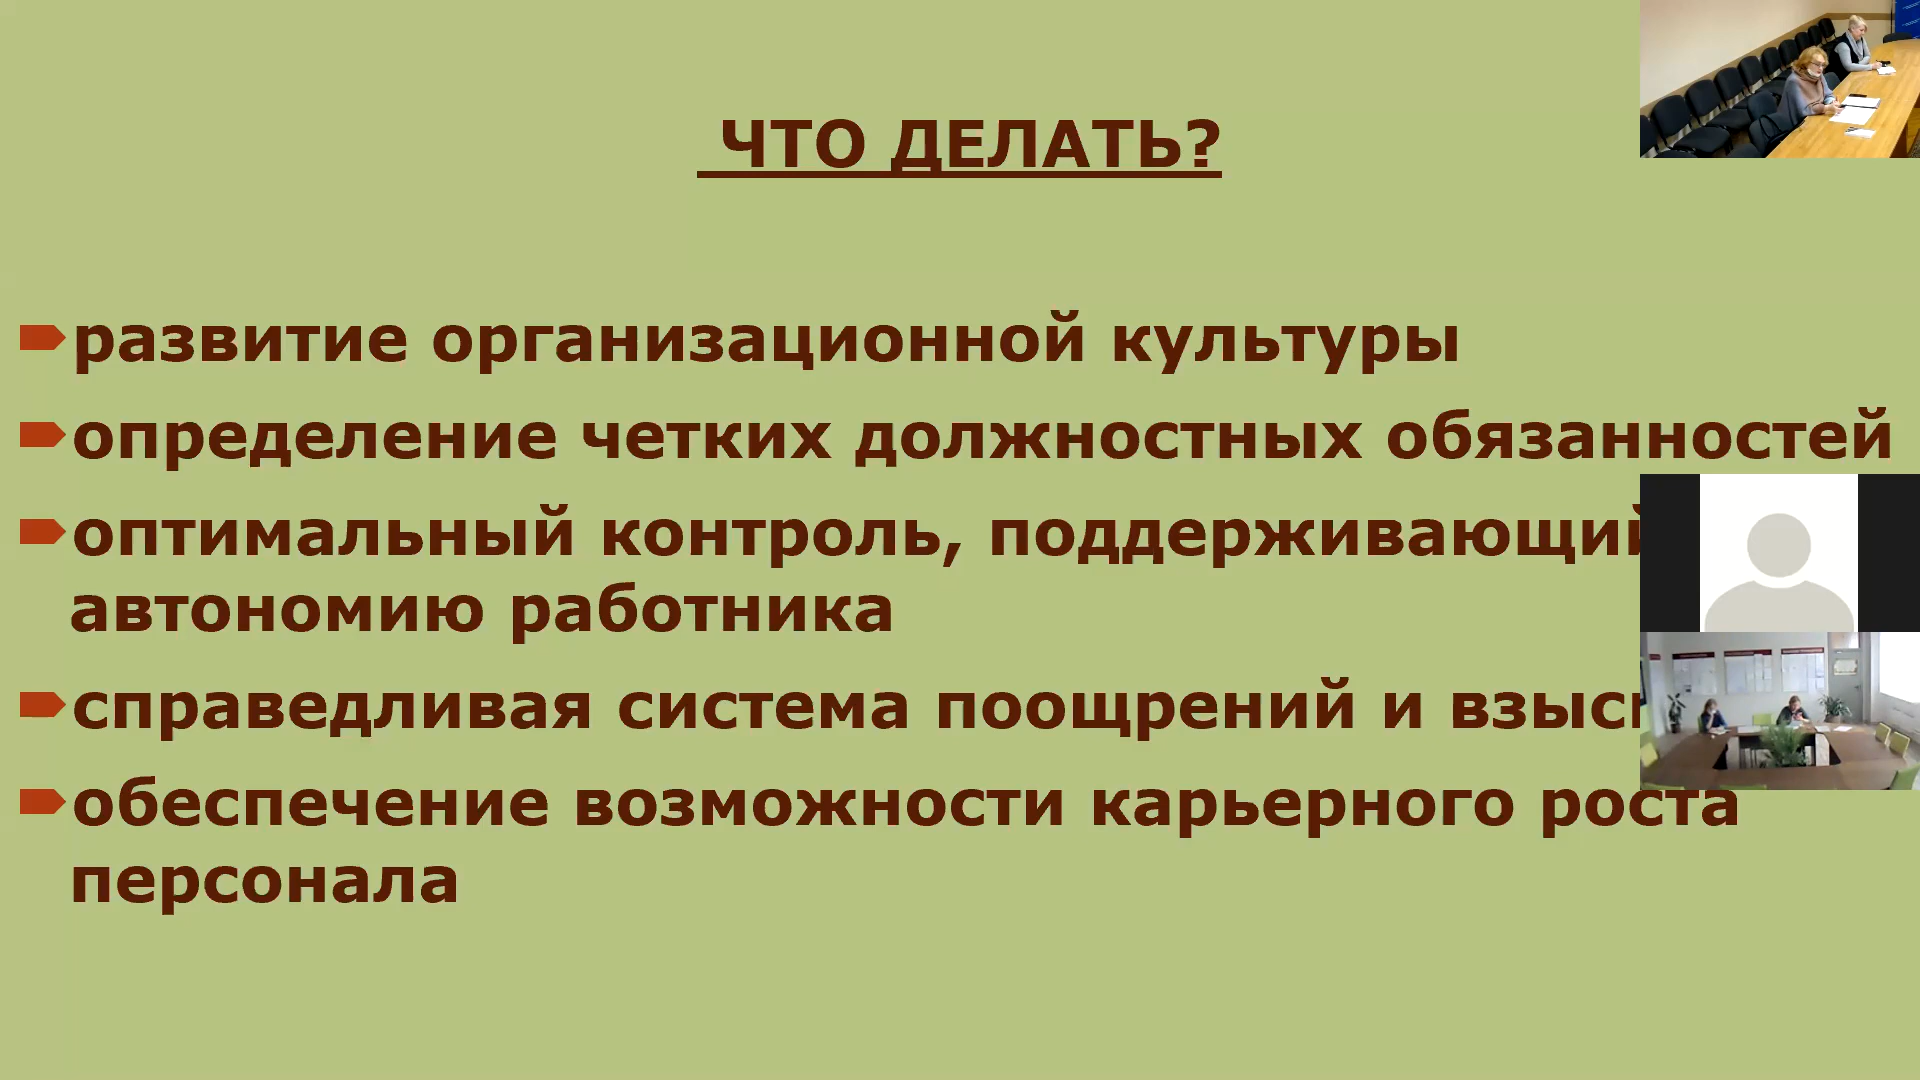 ЧТО ДЕЛАТЬ?
развитие организационной культуры
определение четких должностных обязанностей
оптимальный контроль, поддерживающий
автономию работника
справедливая система поощрений и
обеспечение возможности карьерного роста
персонала